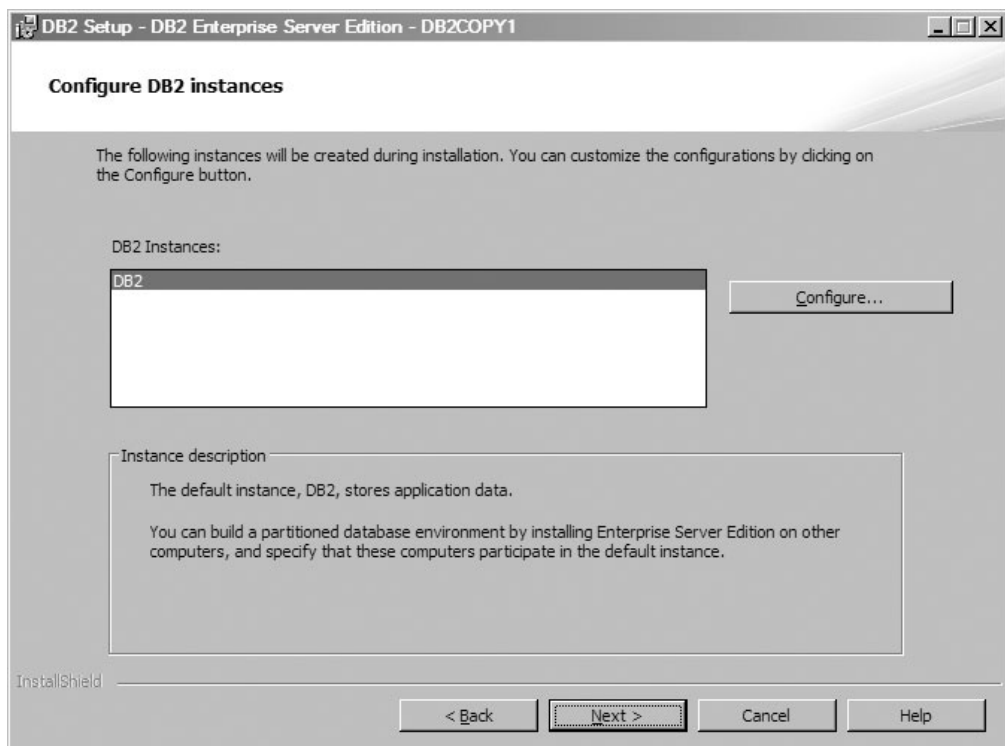 DB2 Setup - DB2 Enterprise Server Edition - DB2COPY1
Configure DB2 instances
The following instances will be created during installation. You can customize the configurations by clicking on
the Configure button.
DB2 Instances:
DB2
Configure...
Instance description
The default instance, DB2, stores application data.
You can build a partitioned database environment by installing Enterprise Server Edition on other
computers, and specify that these computers participate in the default instance.
InstallShield
< Back
Next >
Cancel
Help